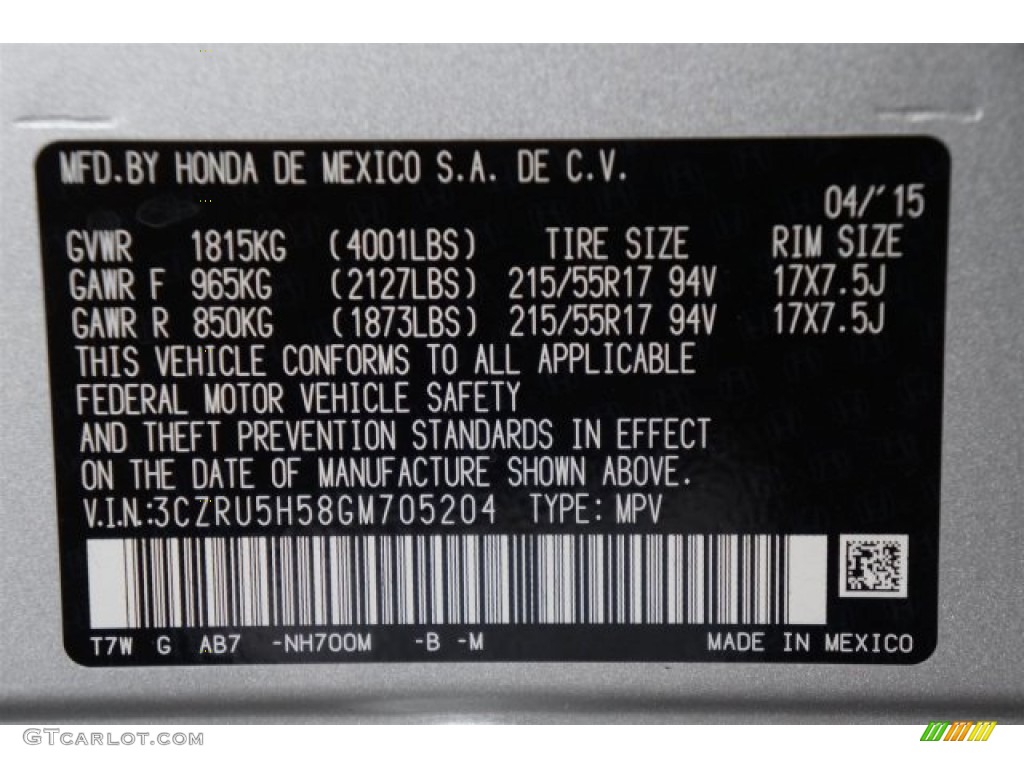 MFD.BY HONDA DE MEXICO S.A. DE C.V.
04/'15
GVWR 1815KG (4001LBS) TIRE SIZE RIM SIZE
GAWR F 965KG (2127LBS) 215/55R17 94V 17X7.5J
GAWR R 850KG (1873LBS) 215/55R17 94V 17X7.5J
THIS VEHICLE CONFORMS TO ALL APPLICABLE
FEDERAL MOTOR VEHICLE SAFETY
AND THEFT PREVENTION STANDARDS IN EFFECT
ON THE DATE OF MANUFACTURE SHOWN ABOVE.
V.I.N.:3CZRU5H58GM705204 TYPE: MPV
T7W G AB7 -NH700M -B -M MADE IN MEXICO
GTCarlot.com